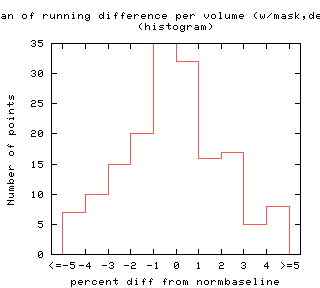 an of running difference per volume (w/mask,de
(histogram)
35
30
25
20
15
10
5
0
Number of points
<=-5 -4 -3 -2 -1 0 1 2 3 4 >=5
percent diff from normbaseline